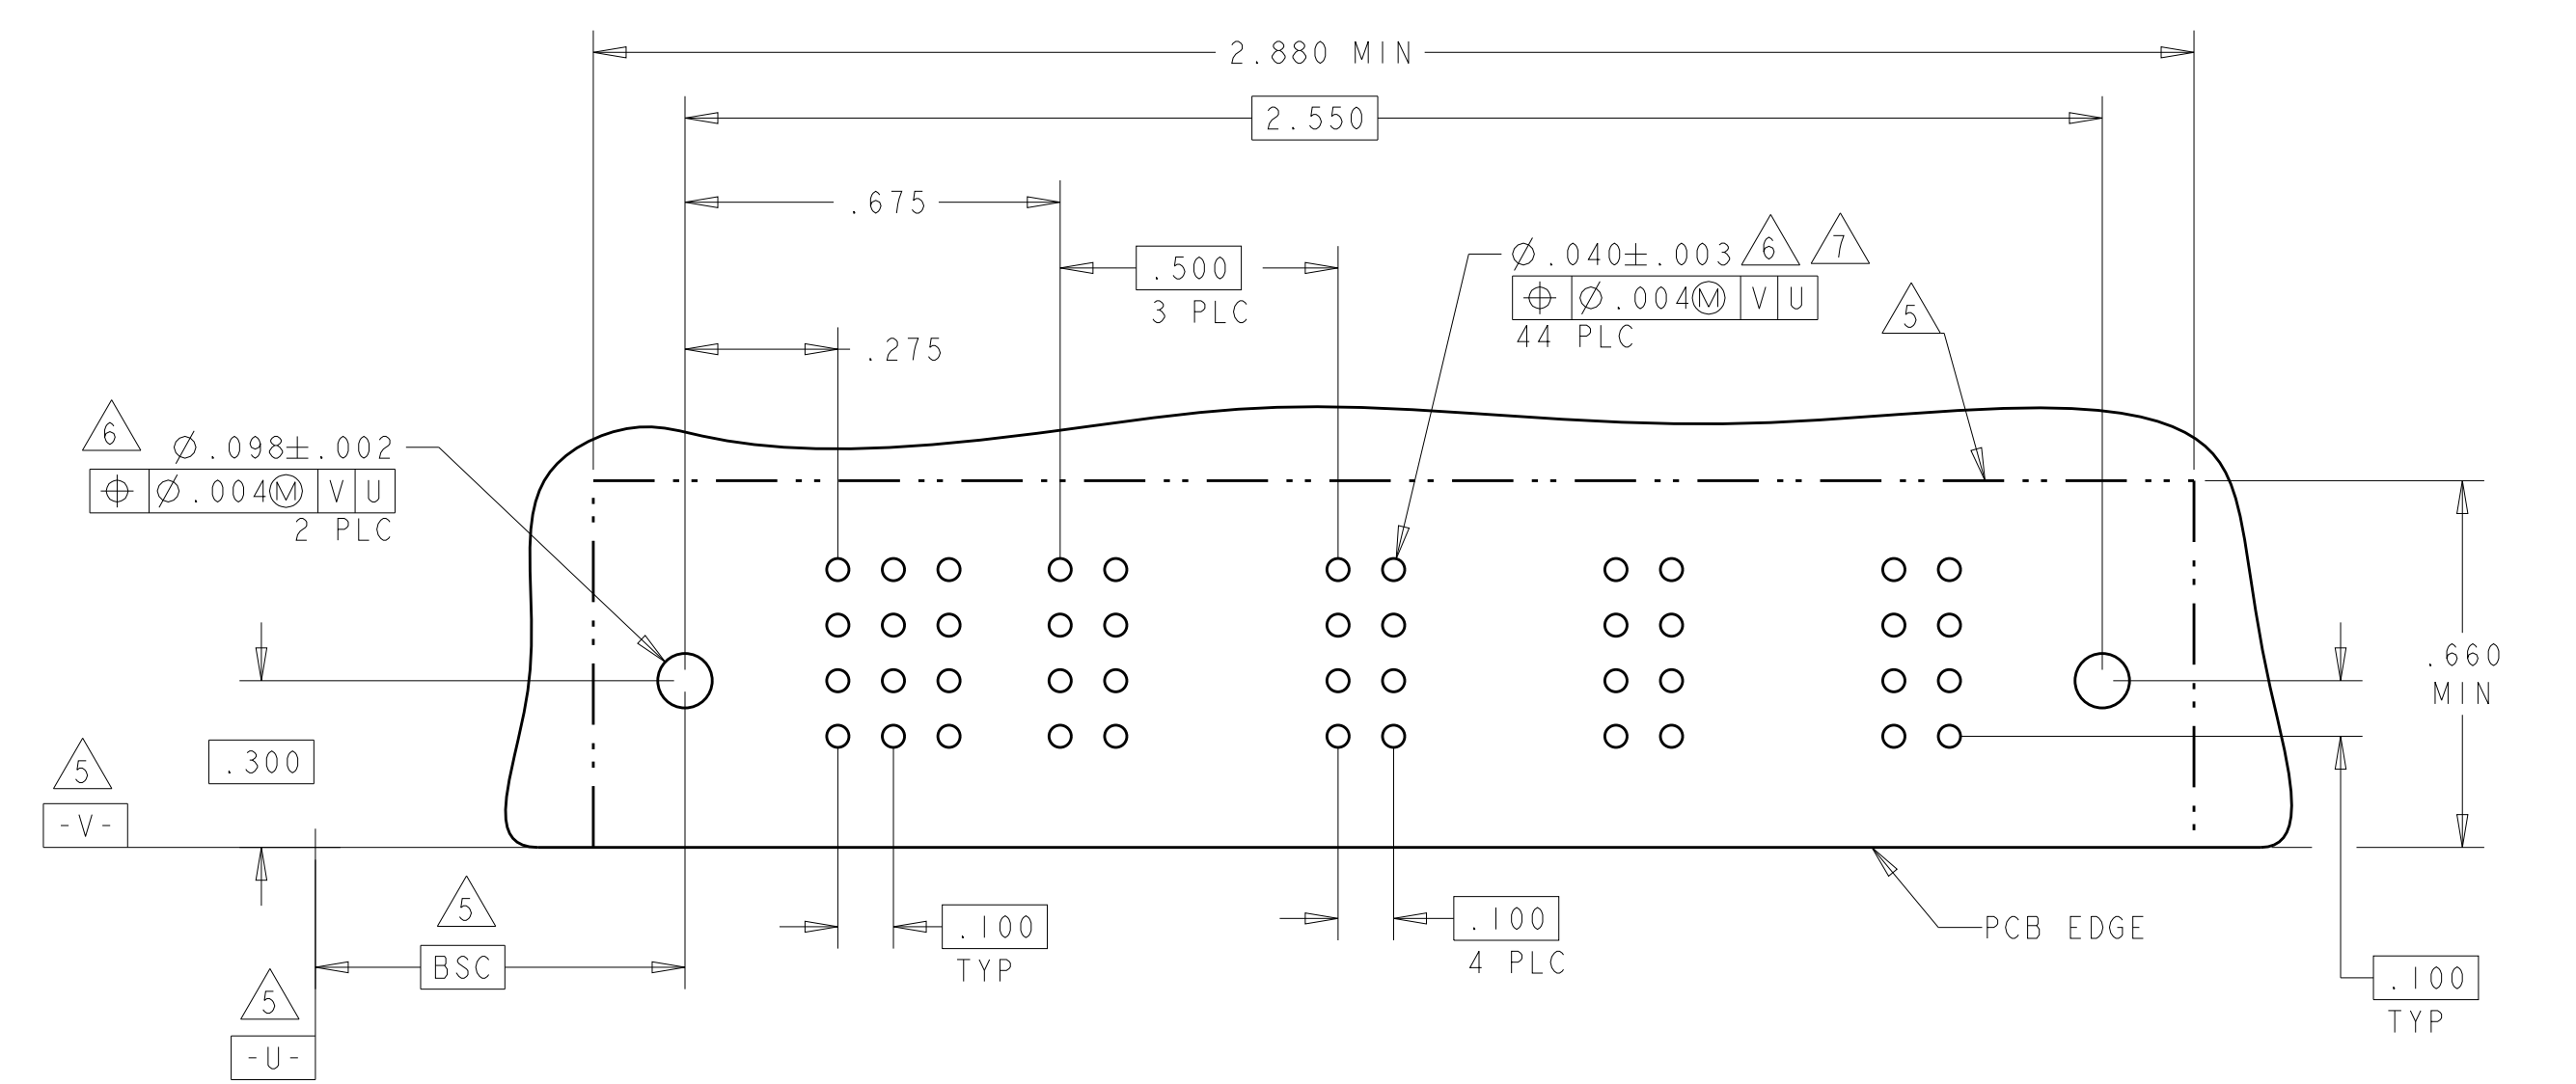 2.880 MIN
2.550
.675
.500
3 PLC
.275
⌀.040±.003 6 7
⌖ ⌀.004Ⓜ V U
44 PLC
5
6
⌀.098±.002
⌖ ⌀.004Ⓜ V U
2 PLC
.660
MIN
.300
5
-V-
5
BSC
5
-U-
.100
TYP
.100
4 PLC
PCB EDGE
.100
TYP